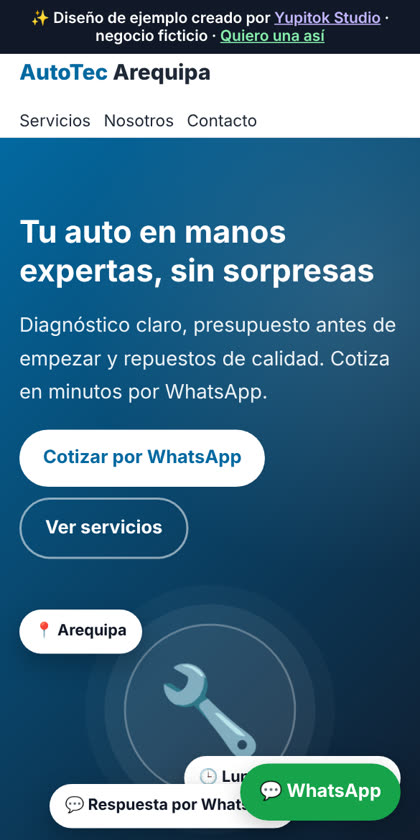 ✨ Diseño de ejemplo creado por Yupitok Studio ·
negocio ficticio · Quiero una así
AutoTec Arequipa
Servicios Nosotros Contacto
Tu auto en manos
expertas, sin sorpresas
Diagnóstico claro, presupuesto antes de
empezar y repuestos de calidad. Cotiza
en minutos por WhatsApp.
Cotizar por WhatsApp
Ver servicios
📍 Arequipa
💬 WhatsApp
💬 Respuesta por